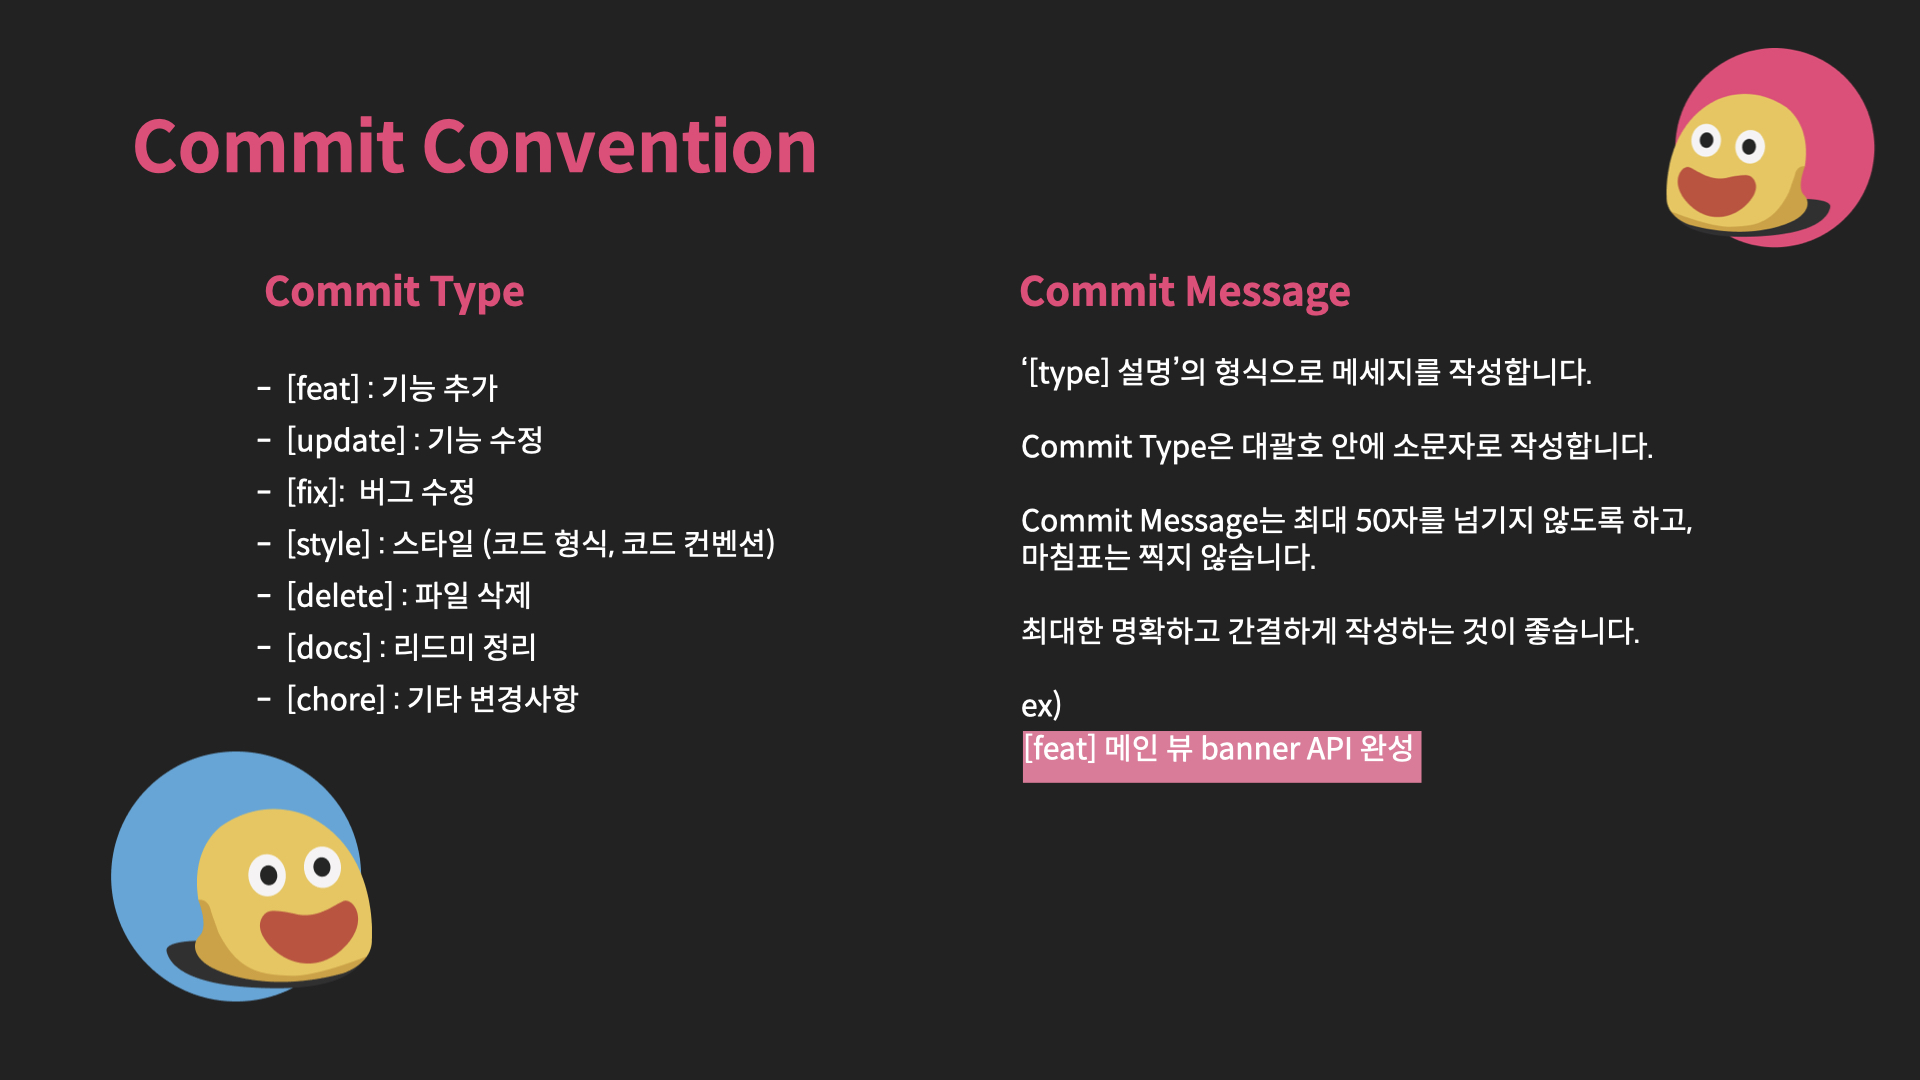 Commit Convention
Commit Type
- [feat] : 기능 추가
- [update] : 기능 수정
- [fix]:  버그 수정
- [style] : 스타일 (코드 형식, 코드 컨벤션)
- [delete] : 파일 삭제
- [docs] : 리드미 정리
- [chore] : 기타 변경사항
Commit Message
‘[type] 설명’의 형식으로 메세지를 작성합니다.
Commit Type은 대괄호 안에 소문자로 작성합니다.
Commit Message는 최대 50자를 넘기지 않도록 하고,
마침표는 찍지 않습니다.
최대한 명확하고 간결하게 작성하는 것이 좋습니다.
ex)
[feat] 메인 뷰 banner API 완성